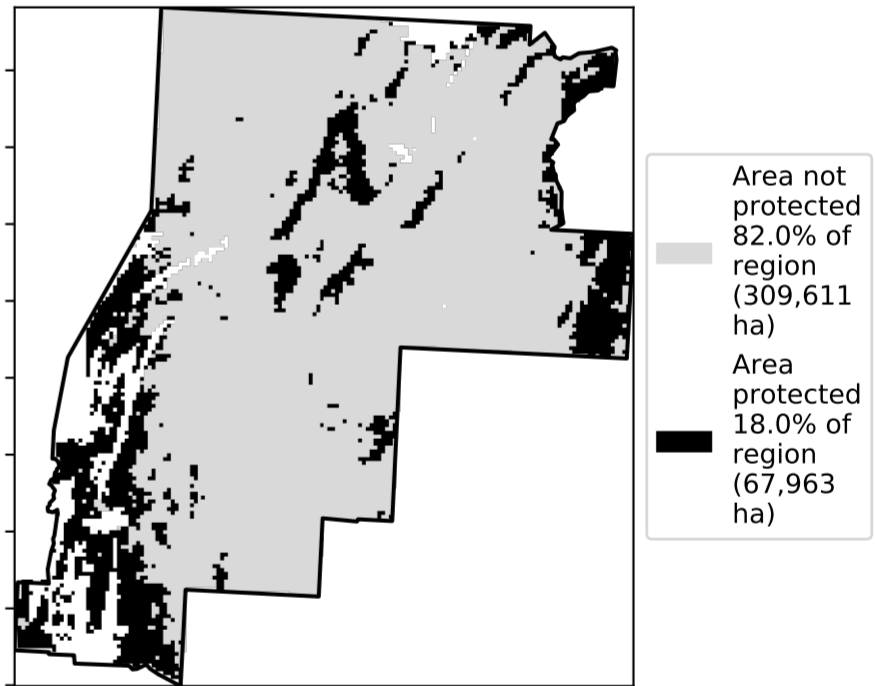 Area not
protected
82.0% of
region
(309,611
ha)
Area
protected
18.0% of
region
(67,963
ha)